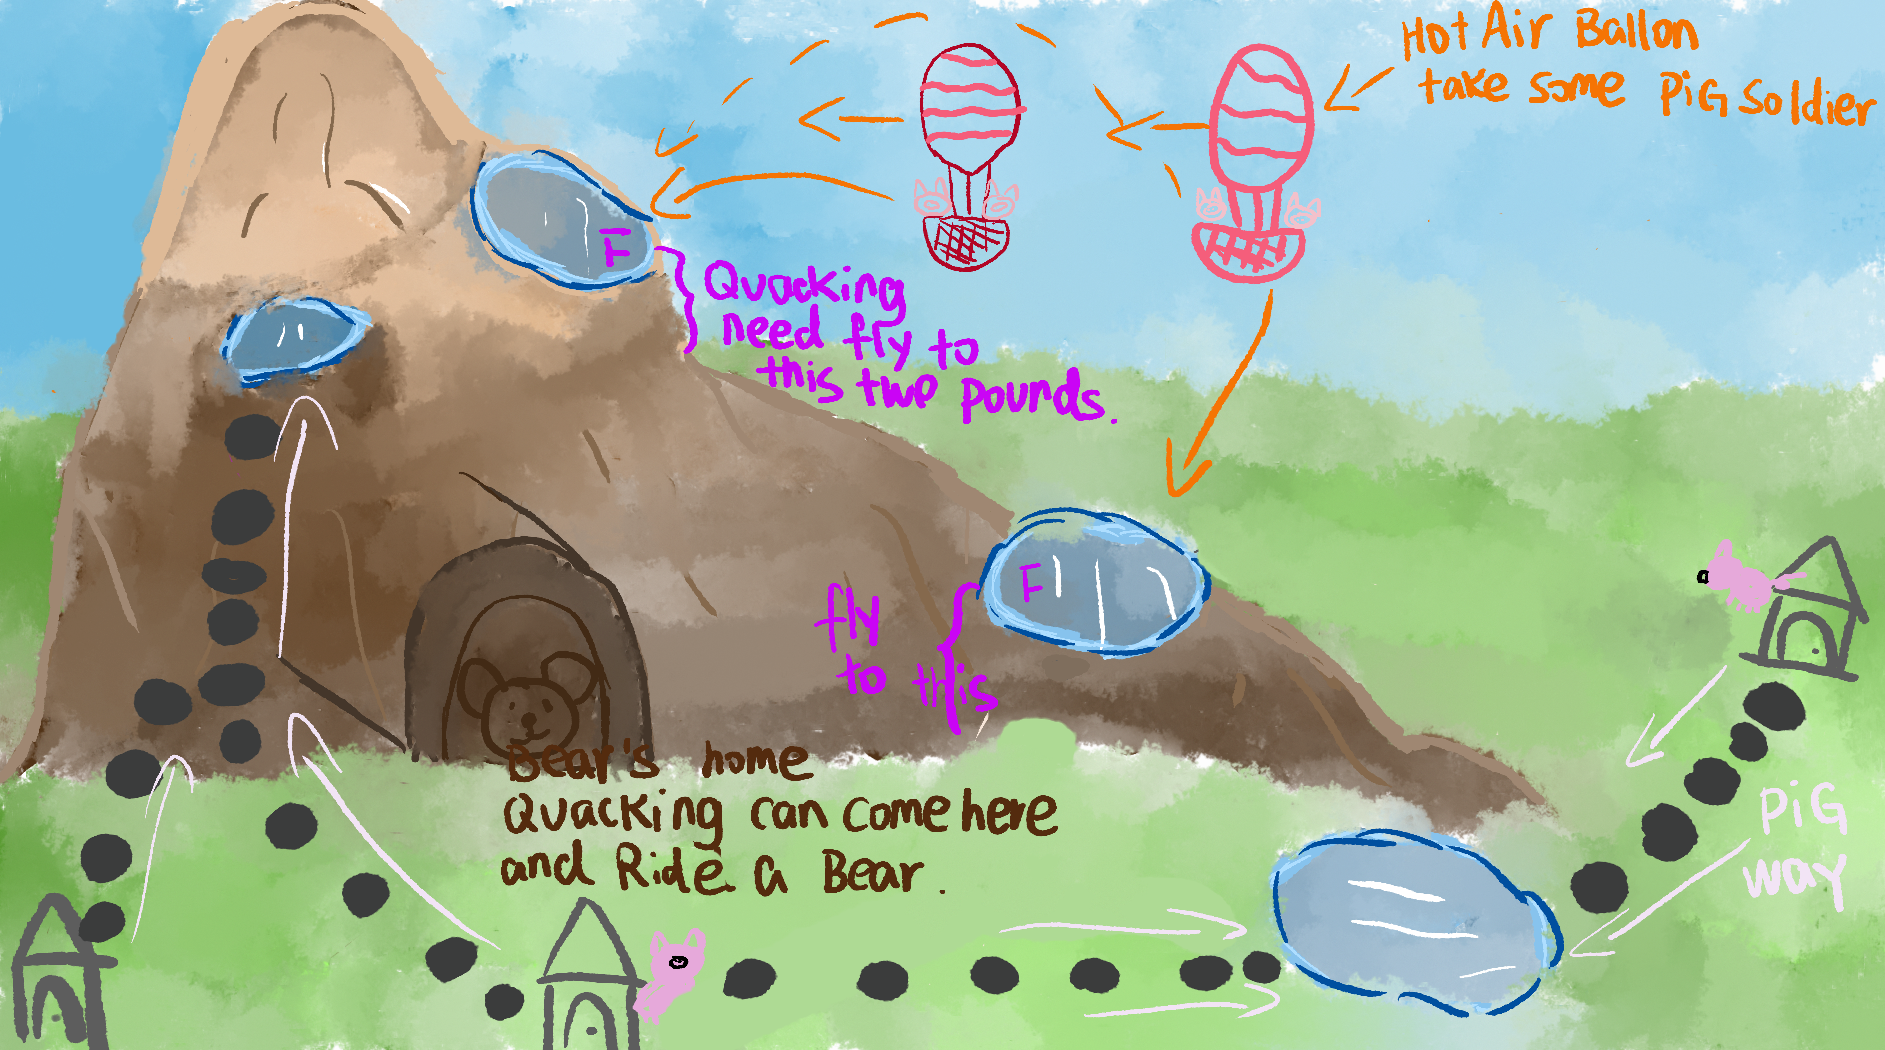 Hot Air Ballon
take some PiG Soldier
F
Quacking
need fly to
this two pounds.
F
fly
to this
PiG
way
Bear's home
Quacking can come here
and Ride a Bear.